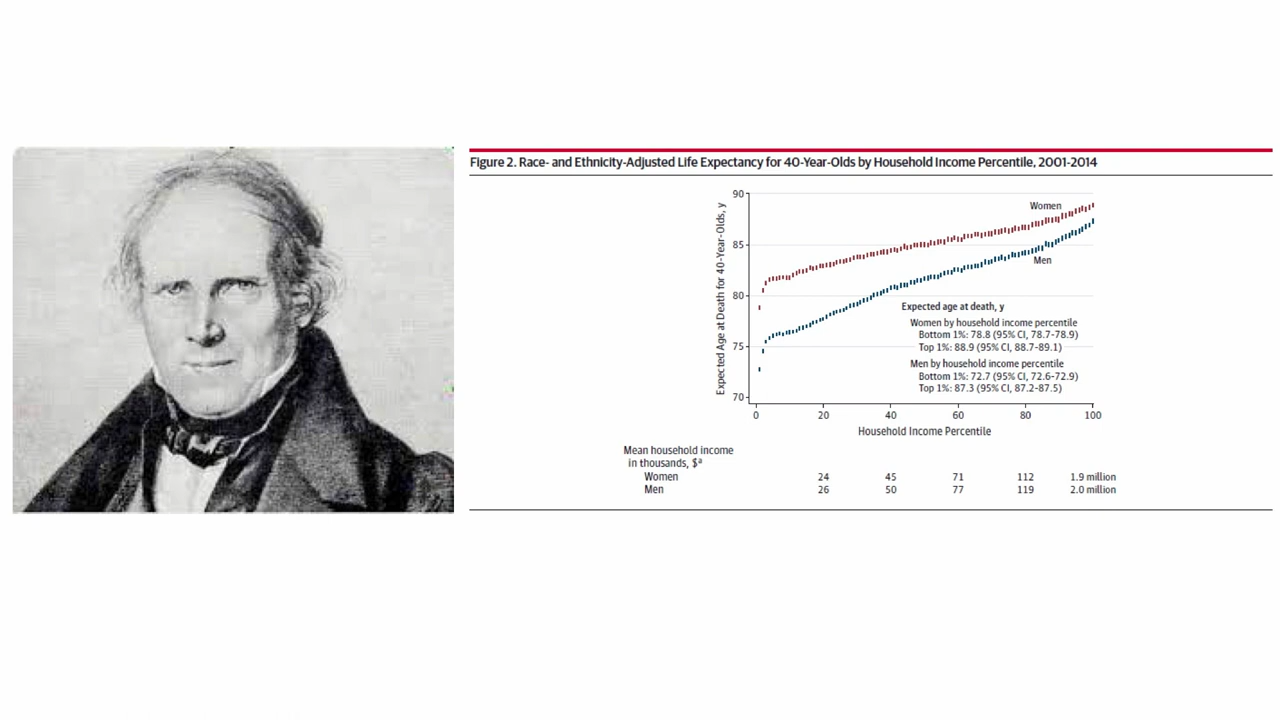 Figure 2. Race- and Ethnicity-Adjusted Life Expectancy for 40-Year-Olds by Household Income Percentile, 2001-2014
Expected Age at Death for 40-Year-Olds, y
90
85
80
75
70
Women
Men
Expected age at death, y
Women by household income percentile
Bottom 1%: 78.8 (95% CI, 78.7-78.9)
Top 1%: 88.9 (95% CI, 88.7-89.1)
Men by household income percentile
Bottom 1%: 72.7 (95% CI, 72.6-72.9)
Top 1%: 87.3 (95% CI, 87.2-87.5)
0 20 40 60 80 100
Household Income Percentile
Mean household income
in thousands, $a
Women 24 45 71 112 1.9 million
Men 26 50 77 119 2.0 million